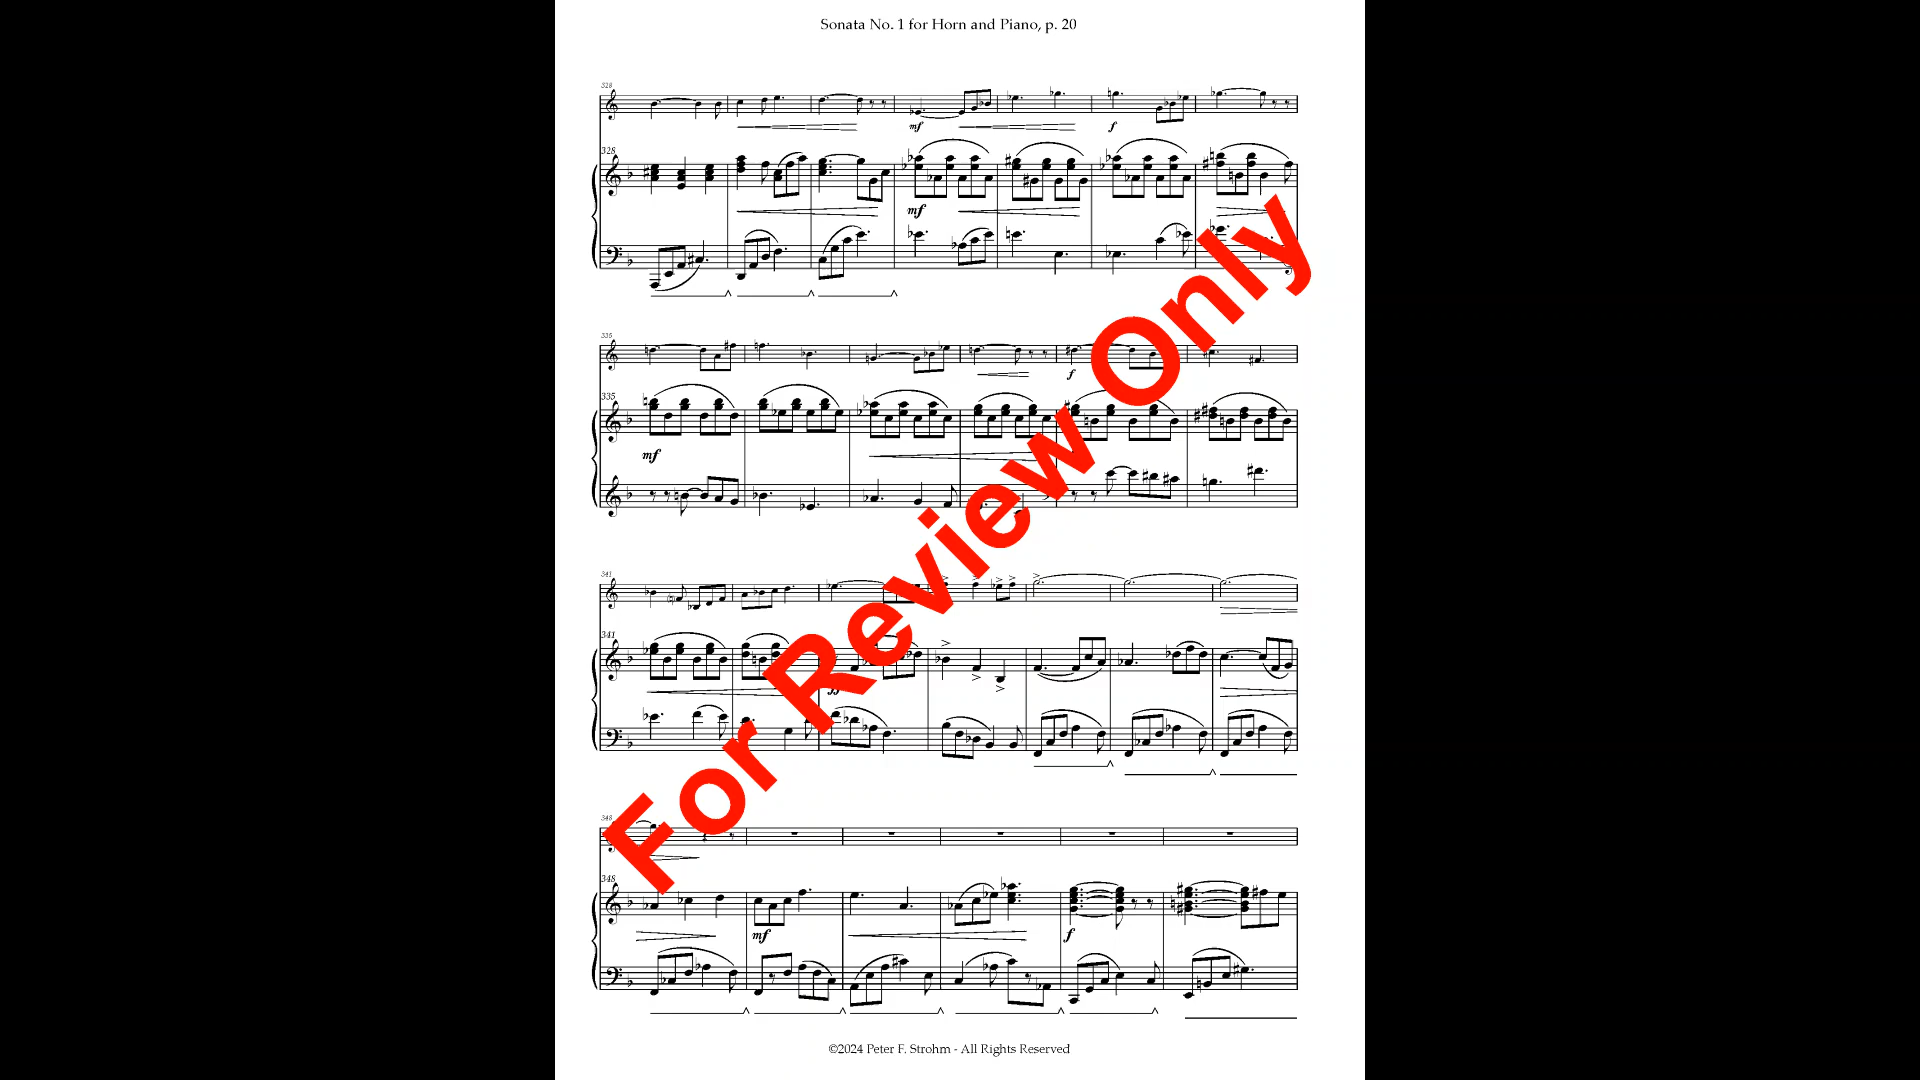 Sonata No. 1 for Horn and Piano, p. 20
328
mf
f
328
mf
335
f
335
mf
341
341
348
348
mf
f
For Review Only
©2024 Peter F. Strohm - All Rights Reserved